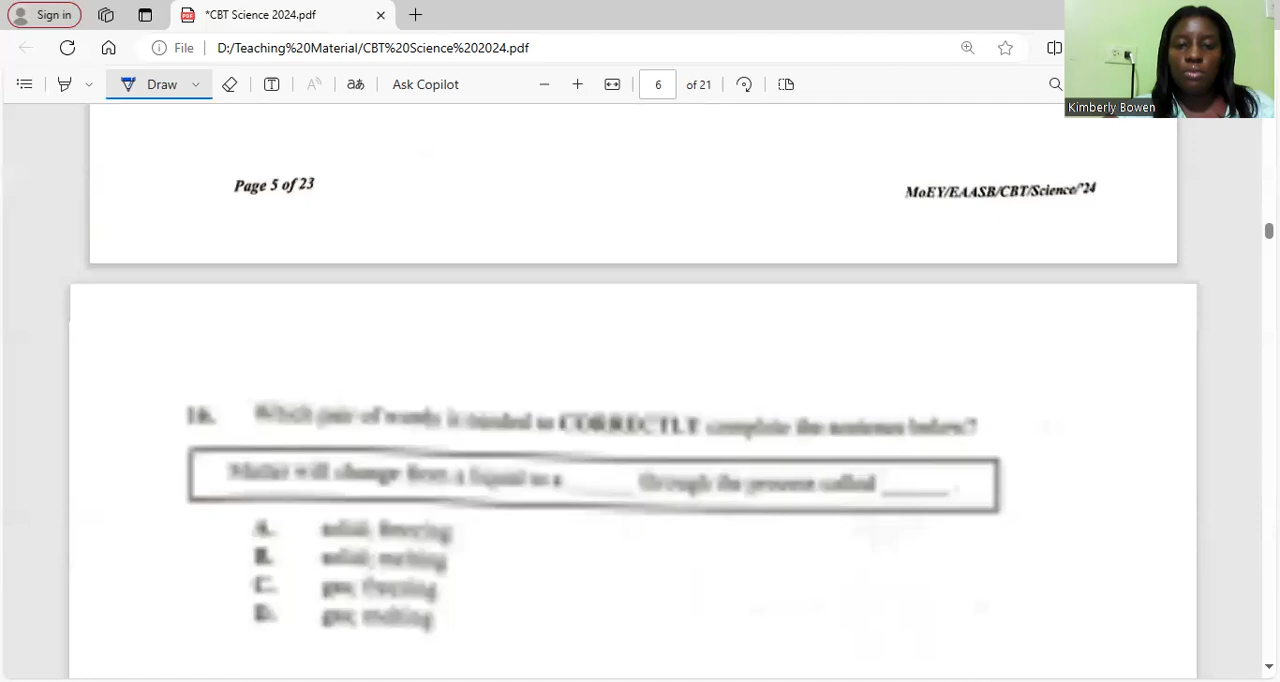 Sign in
*CBT Science 2024.pdf
File
D:/Teaching%20Material/CBT%20Science%202024.pdf
Draw
aあ
Ask Copilot
6
of 21
Kimberly Bowen
Page 5 of 23
MoEY/EAASB/CBT/Science/'24
16. Which pair of words is needed to CORRECTLY complete the sentence below?
Matter will change from a liquid to a _____ through the process called ______.
A. solid; freezing
B. solid; melting
C. gas; freezing
D. gas; melting